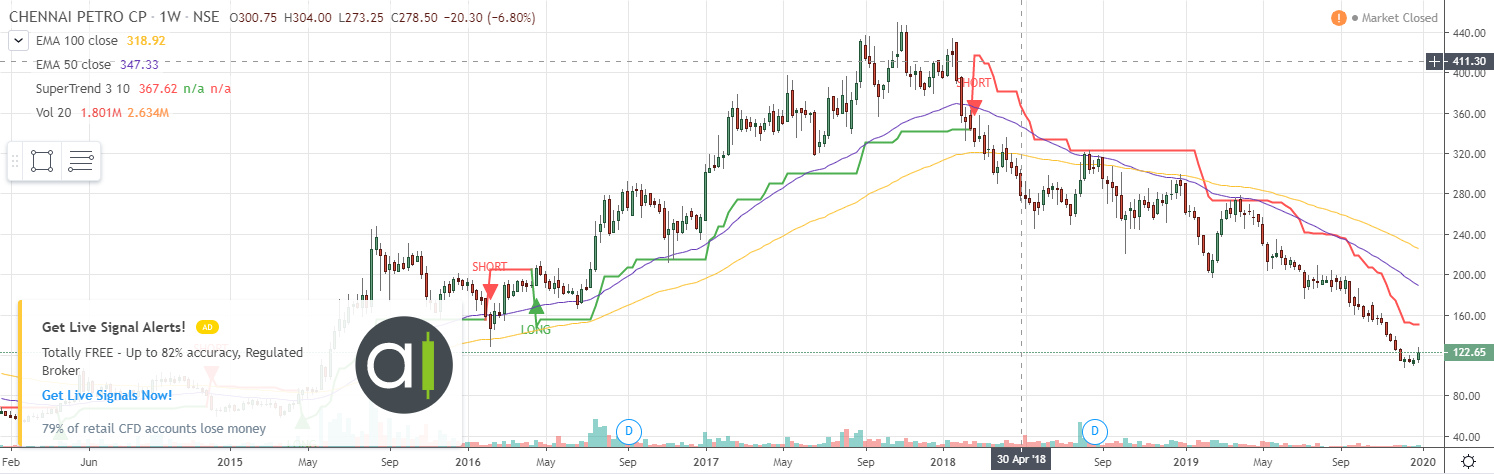 CHENNAI PETRO CP · 1W · NSE O300.75 H304.00 L273.25 C278.50 −20.30 (−6.80%)
Market Closed
EMA 100 close 318.92
EMA 50 close 347.33
SuperTrend 3 10 367.62 n/a n/a
Vol 20 1.801M 2.634M
440.00
411.30
400.00
360.00
320.00
280.00
240.00
200.00
160.00
122.65
80.00
40.00
SHORT
SHORT
LONG
Get Live Signal Alerts! AD
Totally FREE - Up to 82% accuracy, Regulated
Broker
Get Live Signals Now!
79% of retail CFD accounts lose money
a
D
D
Feb Jun 2015 May Sep 2016 May Sep 2017 May Sep 2018 30 Apr '18 Sep 2019 May Sep 2020